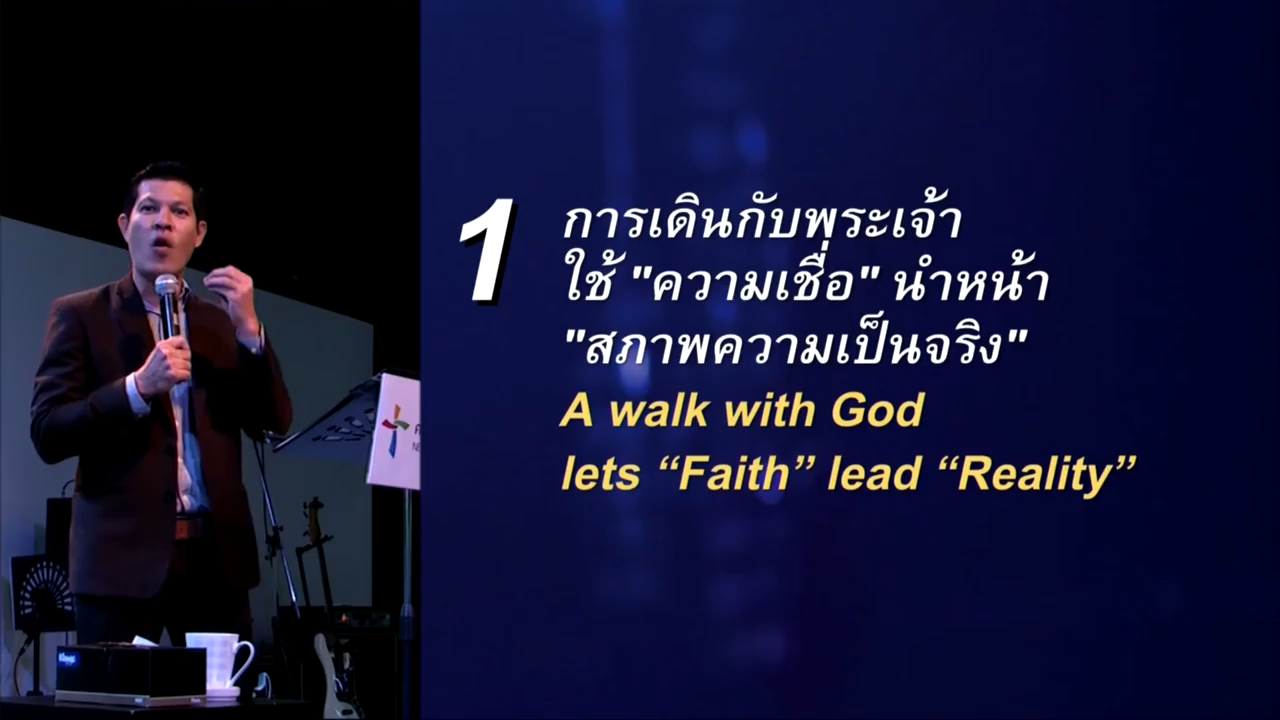 1
การเดินกับพระเจ้า
ใช้ "ความเชื่อ" นำหน้า
"สภาพความเป็นจริง"
A walk with God
lets “Faith” lead “Reality”